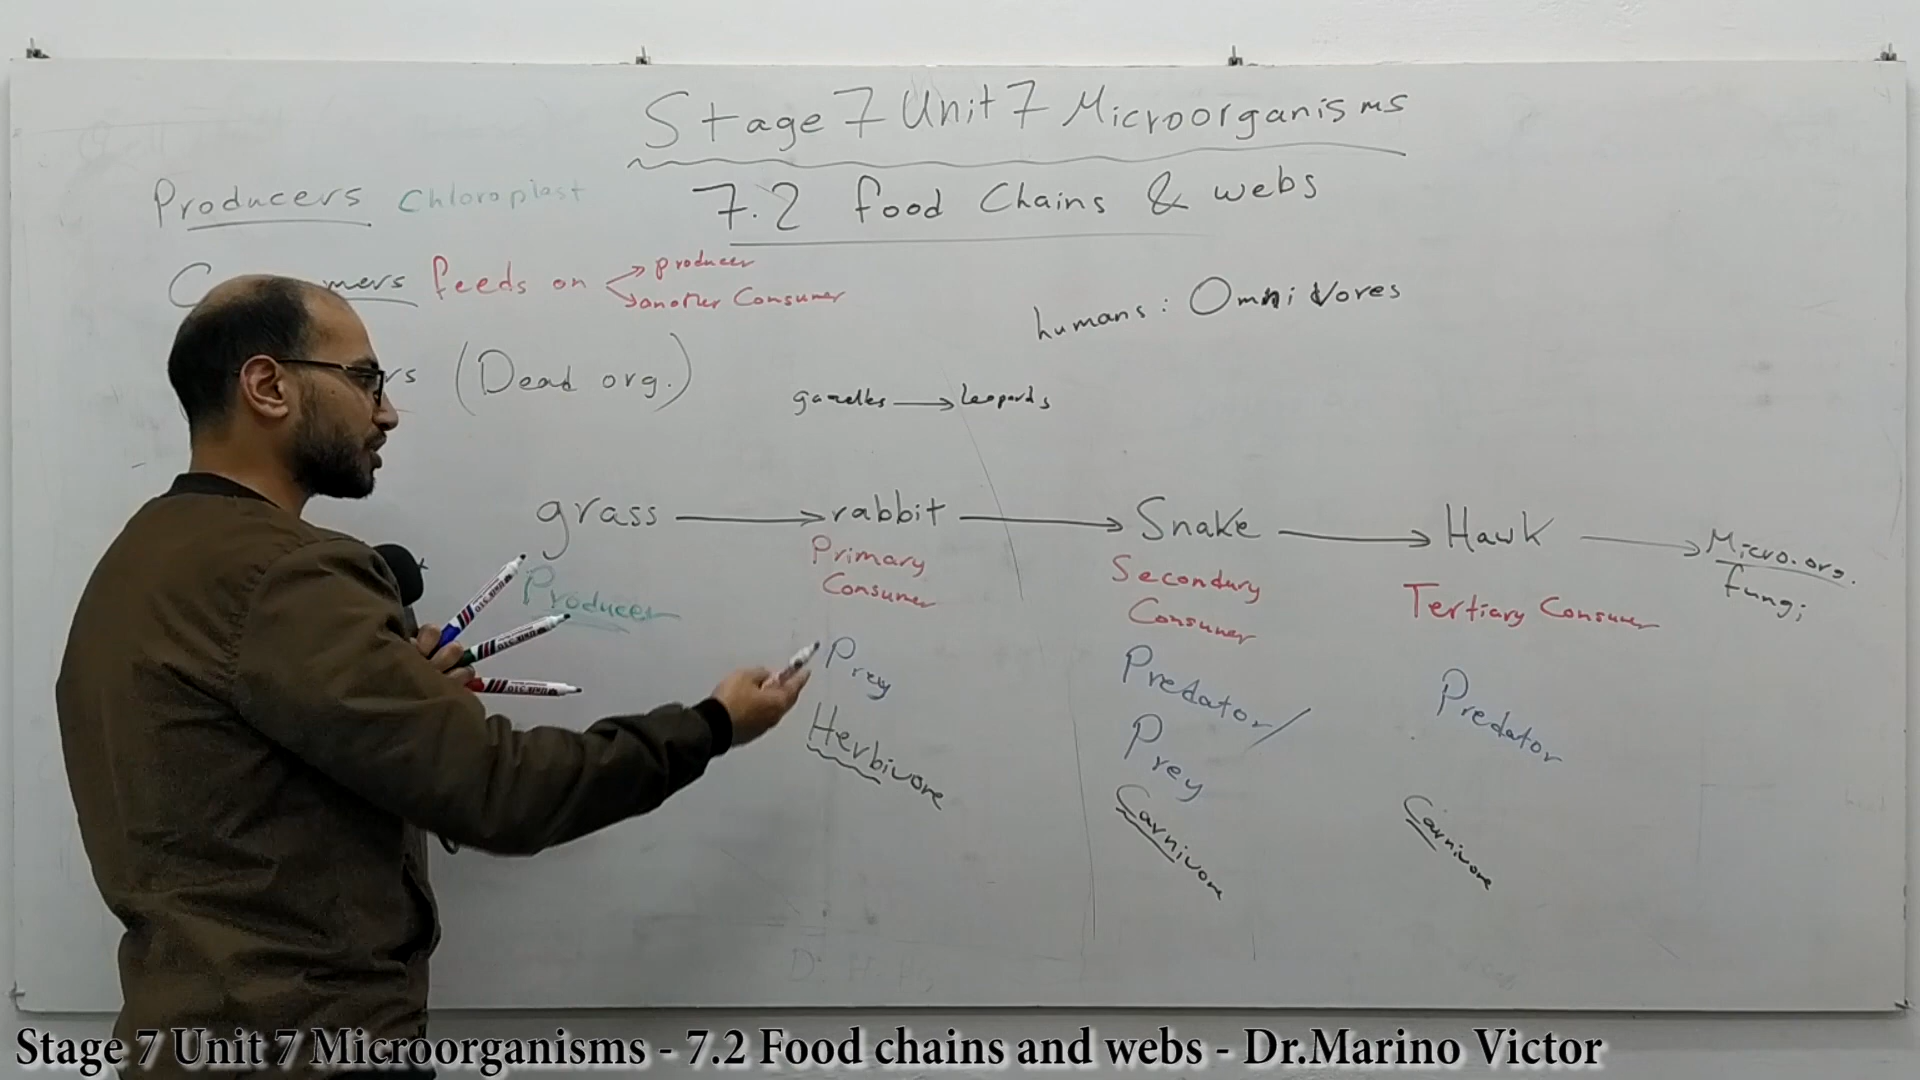 Stage 7 Unit 7 Microorganisms
7.2 food Chains & webs
Producers Chloroplast
mers feeds on → producer
→ another Consumer
humans: Omnivores
rs (Dead org.)
gazelles → leopards
grass → rabbit → Snake → Hawk → Micro.org.
fungi
Producer
Primary
Consumer
Secondary
Consumer
Tertiary Consumer
Prey
Predator/
Prey
Predator
Herbivore
Carnivore
Carnivore
Stage 7 Unit 7 Microorganisms - 7.2 Food chains and webs - Dr.Marino Victor